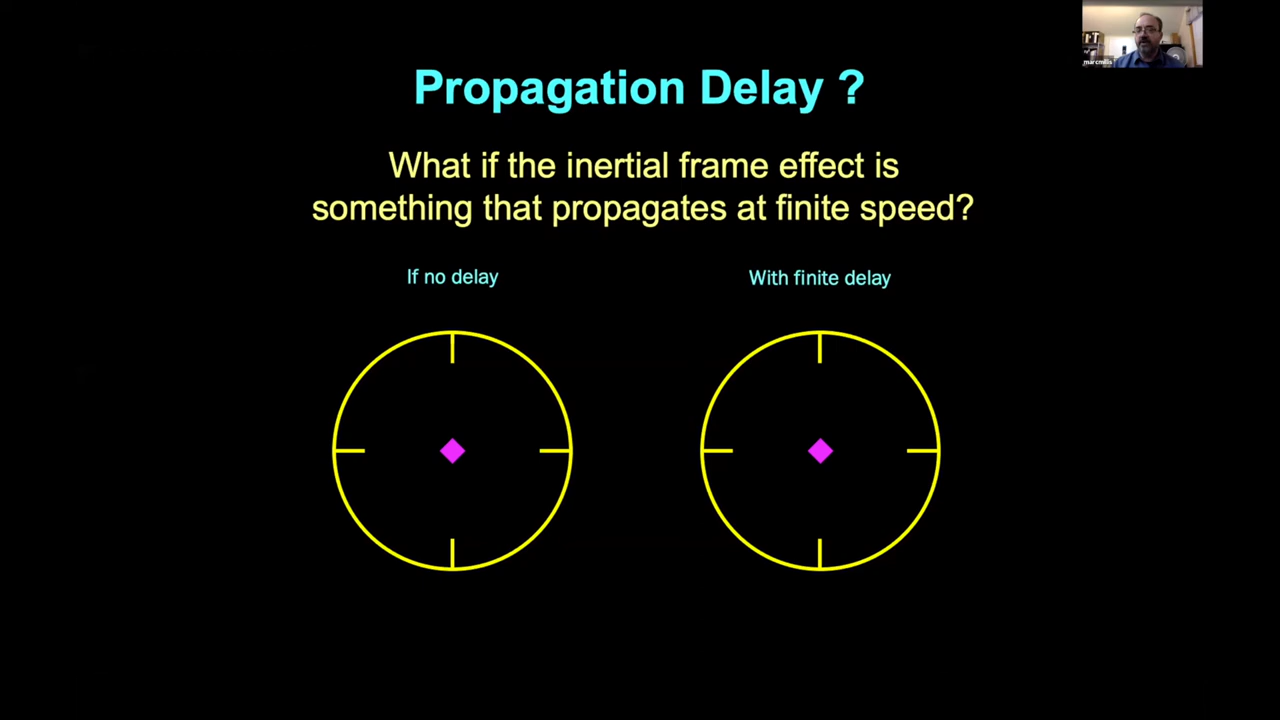 marcmillis
Propagation Delay ?
What if the inertial frame effect is
something that propagates at finite speed?
If no delay
With finite delay